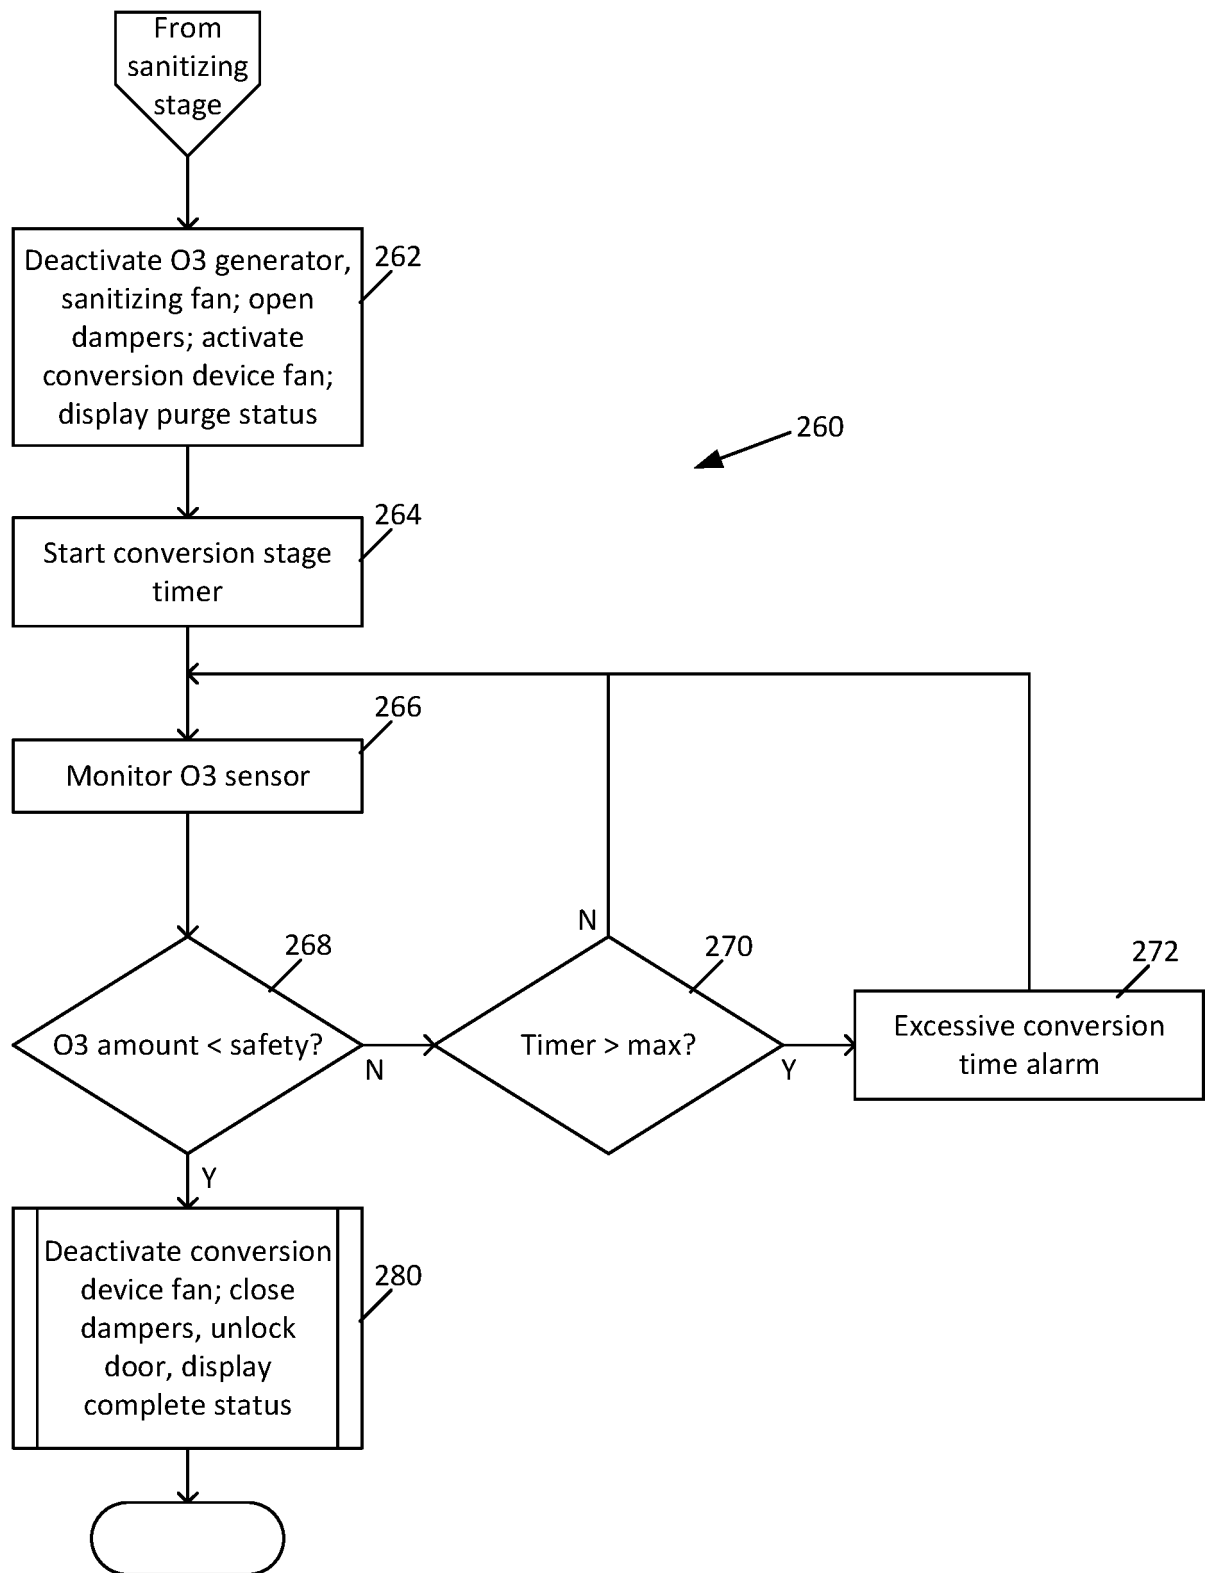 From
sanitizing
stage
Deactivate O3 generator,
sanitizing fan; open
dampers; activate
conversion device fan;
display purge status
262
260
Start conversion stage
timer
264
Monitor O3 sensor
266
O3 amount < safety?
268
N
Y
Timer > max?
270
N
Y
Excessive conversion
time alarm
272
Deactivate conversion
device fan; close
dampers, unlock
door, display
complete status
280